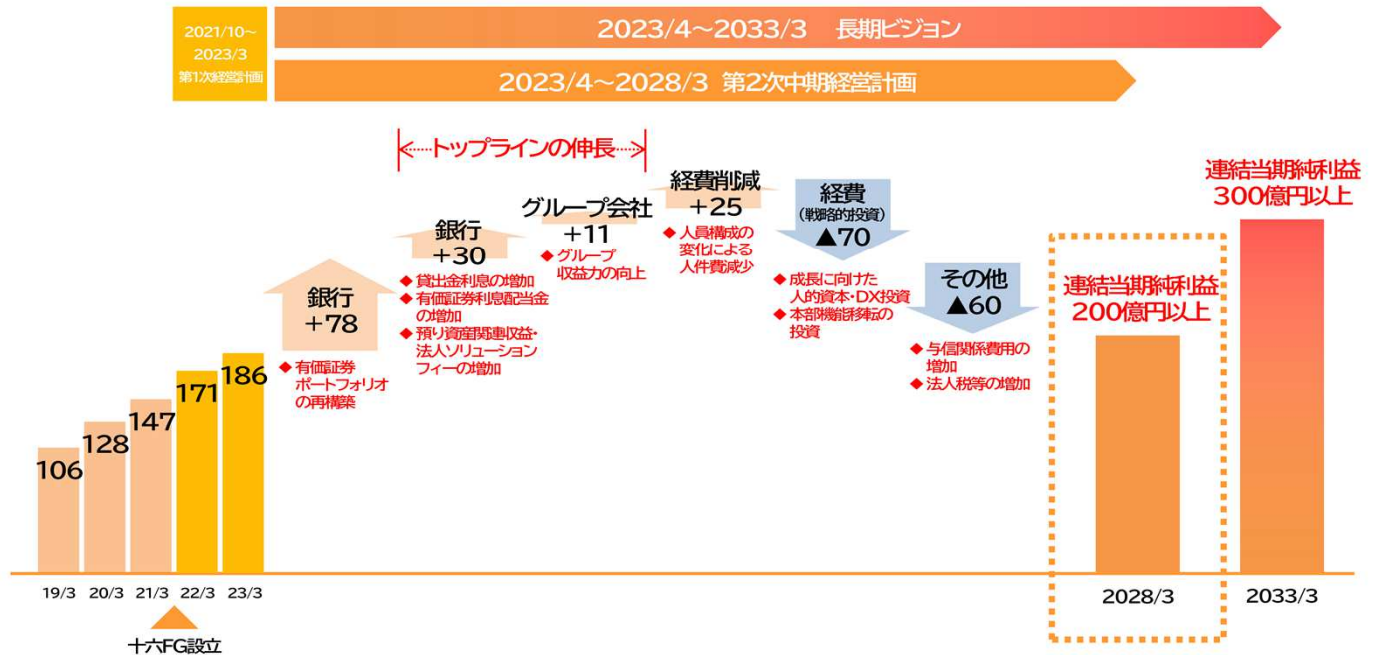 2021/10～
2023/3
第1次経営計画
2023/4～2033/3 長期ビジョン
2023/4～2028/3 第2次中期経営計画
トップラインの伸長
銀行
+78
◆ 有価証券
ポートフォリオ
の再構築
銀行
+30
◆ 貸出金利息の増加
◆ 有価証券利息配当金
の増加
◆ 預り資産関連収益・
法人ソリューション
フィーの増加
グループ会社
+11
◆ グループ
収益力の向上
経費削減
+25
◆ 人員構成の
変化による
人件費減少
経費
(戦略的投資)
▲70
◆ 成長に向けた
人的資本・DX投資
◆ 本部機能移転の
投資
その他
▲60
◆ 与信関係費用の
増加
◆ 法人税等の増加
連結当期純利益
200億円以上
連結当期純利益
300億円以上
106
128
147
171
186
19/3
20/3
21/3
22/3
23/3
2028/3
2033/3
十六FG設立